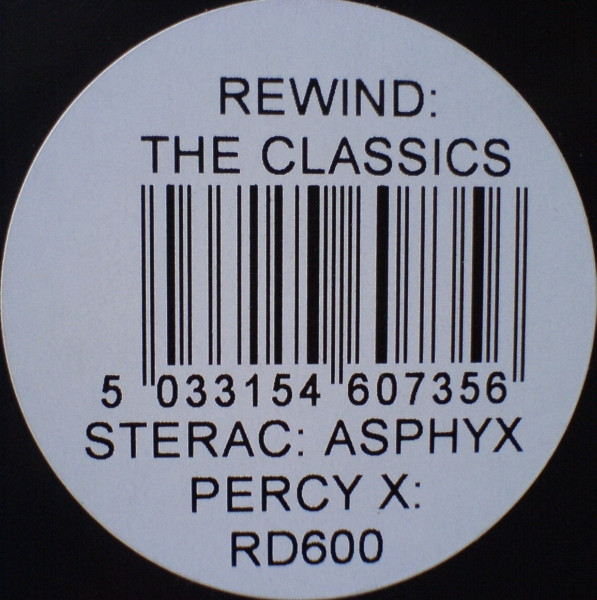 REWIND:
THE CLASSICS
5 033154 607356
STERAC: ASPHYX
PERCY X:
RD600